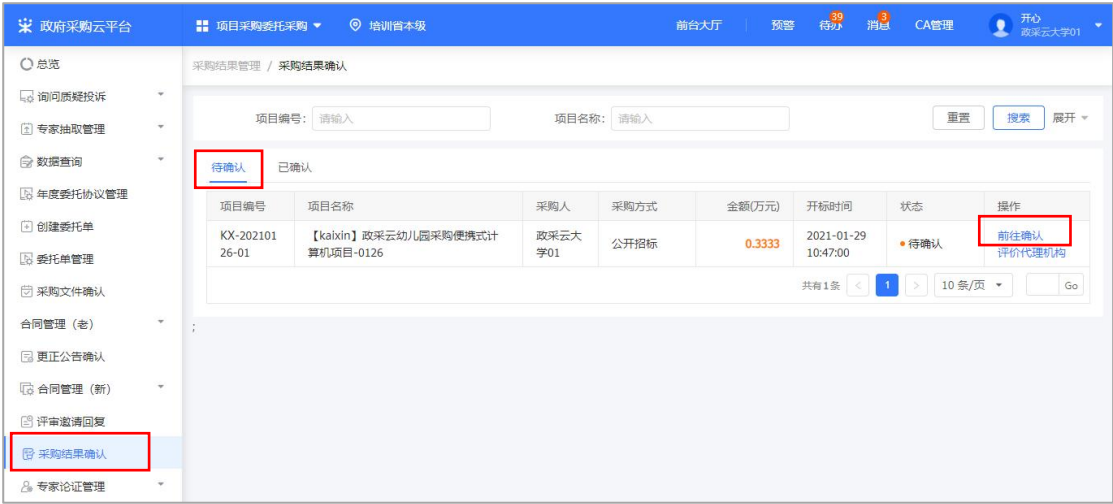 政府采购云平台
项目采购委托采购
培训省本级
前台大厅
预警
待办
39
消息
3
CA管理
开心
政采云大学01
总览
询问质疑投诉
专家抽取管理
数据查询
年度委托协议管理
创建委托单
委托单管理
采购文件确认
合同管理（老）
更正公告确认
合同管理（新）
评审邀请回复
采购结果确认
专家论证管理
采购结果管理 / 采购结果确认
项目编号： 请输入
项目名称： 请输入
重置
搜索
展开
待确认
已确认
项目编号 项目名称 采购人 采购方式 金额(万元) 开标时间 状态 操作
KX-202101
26-01
【kaixin】政采云幼儿园采购便携式计
算机项目-0126
政采云大
学01
公开招标
0.3333
2021-01-29
10:47:00
待确认
前往确认
评价代理机构
共有1条 < 1 > 10 条/页 Go
;